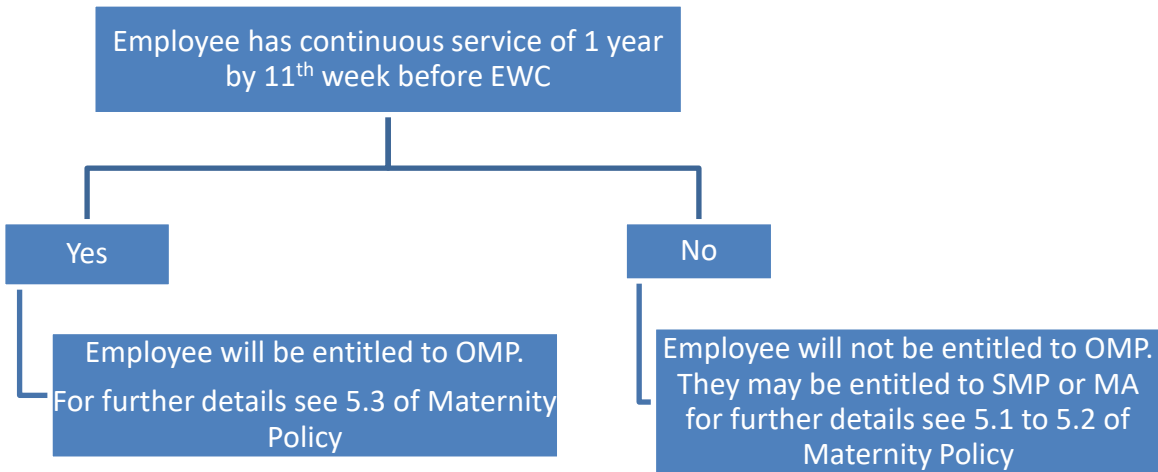 Employee has continuous service of 1 year
by 11th week before EWC
Yes
No
Employee will be entitled to OMP.
For further details see 5.3 of Maternity
Policy
Employee will not be entitled to OMP.
They may be entitled to SMP or MA
for further details see 5.1 to 5.2 of
Maternity Policy